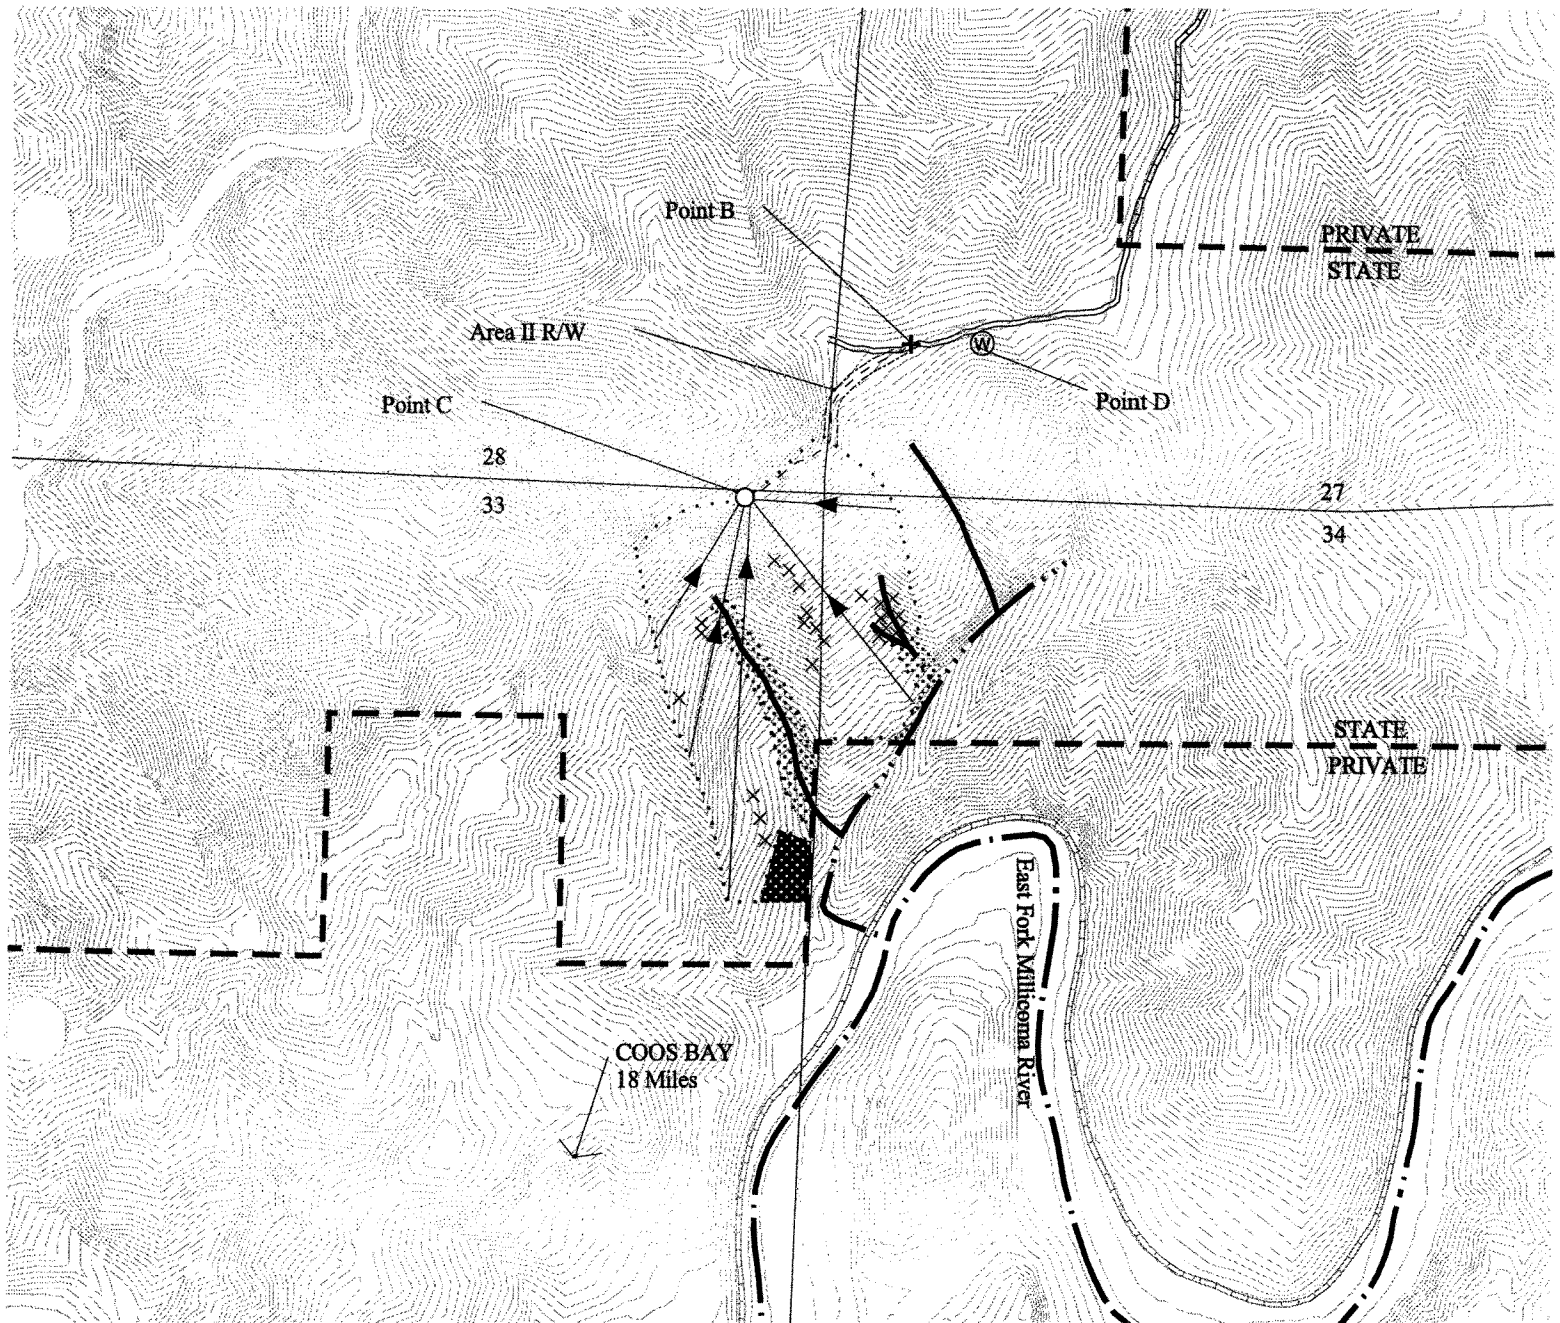 Point B
PRIVATE
STATE
Area II R/W
W
Point C
Point D
28
27
33
34
STATE
PRIVATE
East Fork Millicoma River
COOS BAY
18 Miles